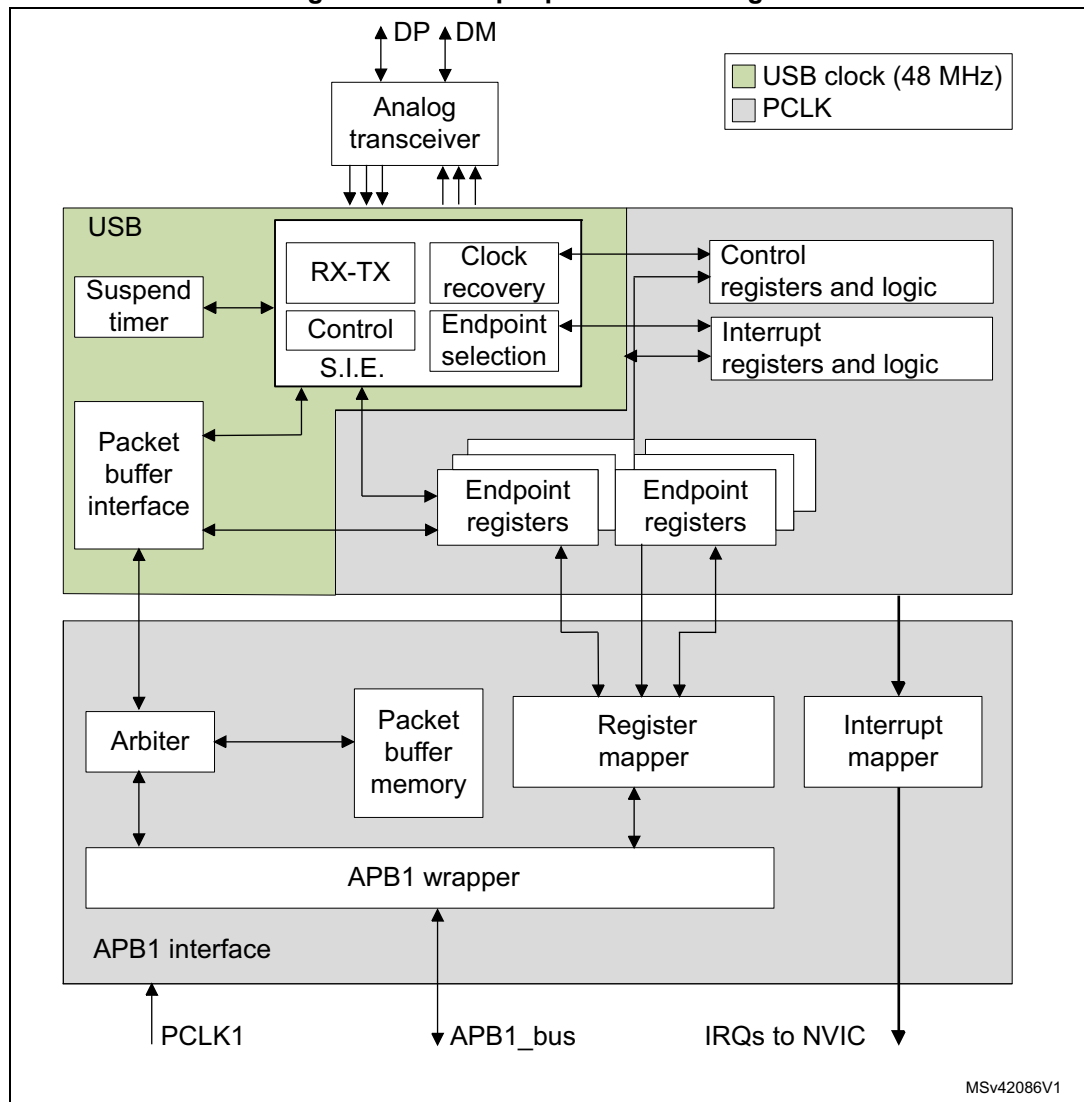 DP DM
Analog
transceiver
USB clock (48 MHz)
PCLK
USB
Suspend
timer
RX-TX
Control
S.I.E.
Clock
recovery
Endpoint
selection
Control
registers and logic
Interrupt
registers and logic
Packet
buffer
interface
Endpoint
registers
Endpoint
registers
Arbiter
Packet
buffer
memory
Register
mapper
Interrupt
mapper
APB1 wrapper
APB1 interface
PCLK1
APB1_bus
IRQs to NVIC
MSv42086V1